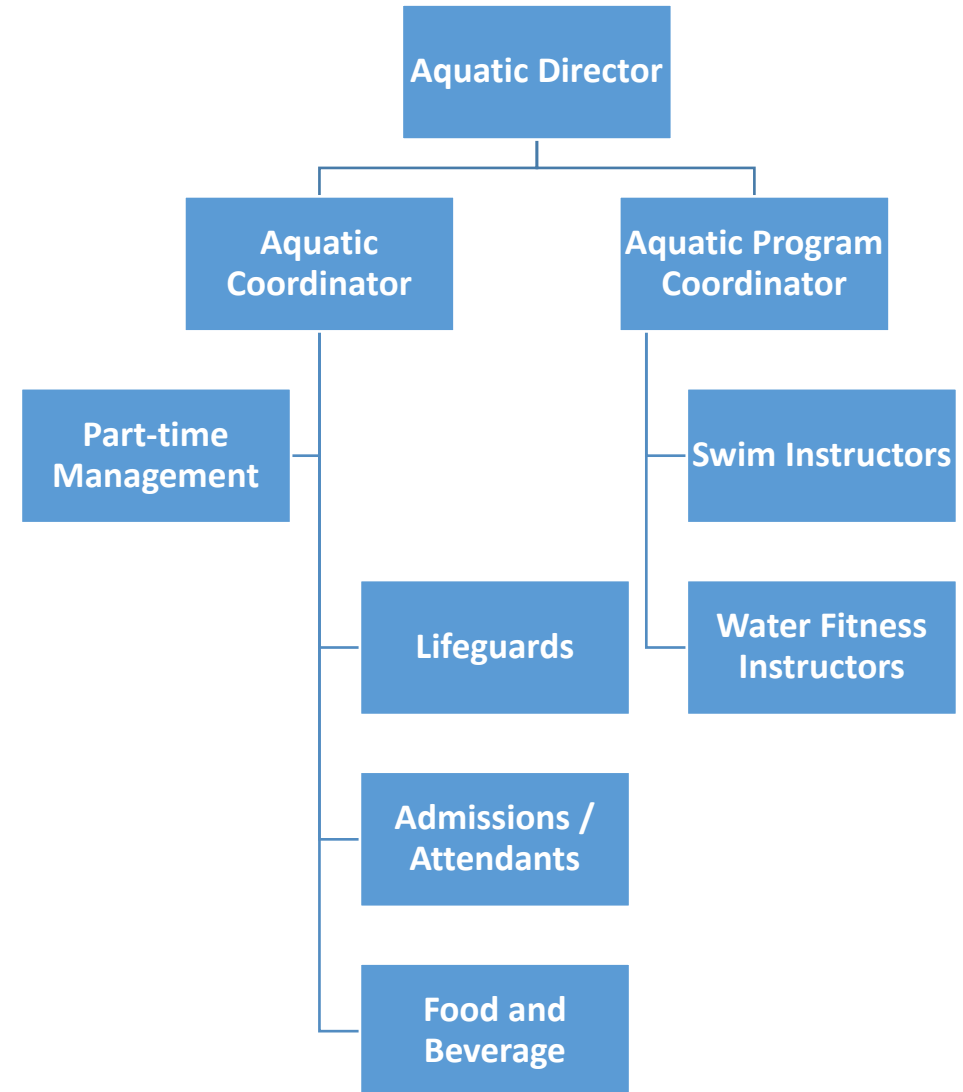 Aquatic Director
Aquatic
Coordinator
Aquatic Program
Coordinator
Part-time
Management
Swim Instructors
Lifeguards
Water Fitness
Instructors
Admissions /
Attendants
Food and
Beverage